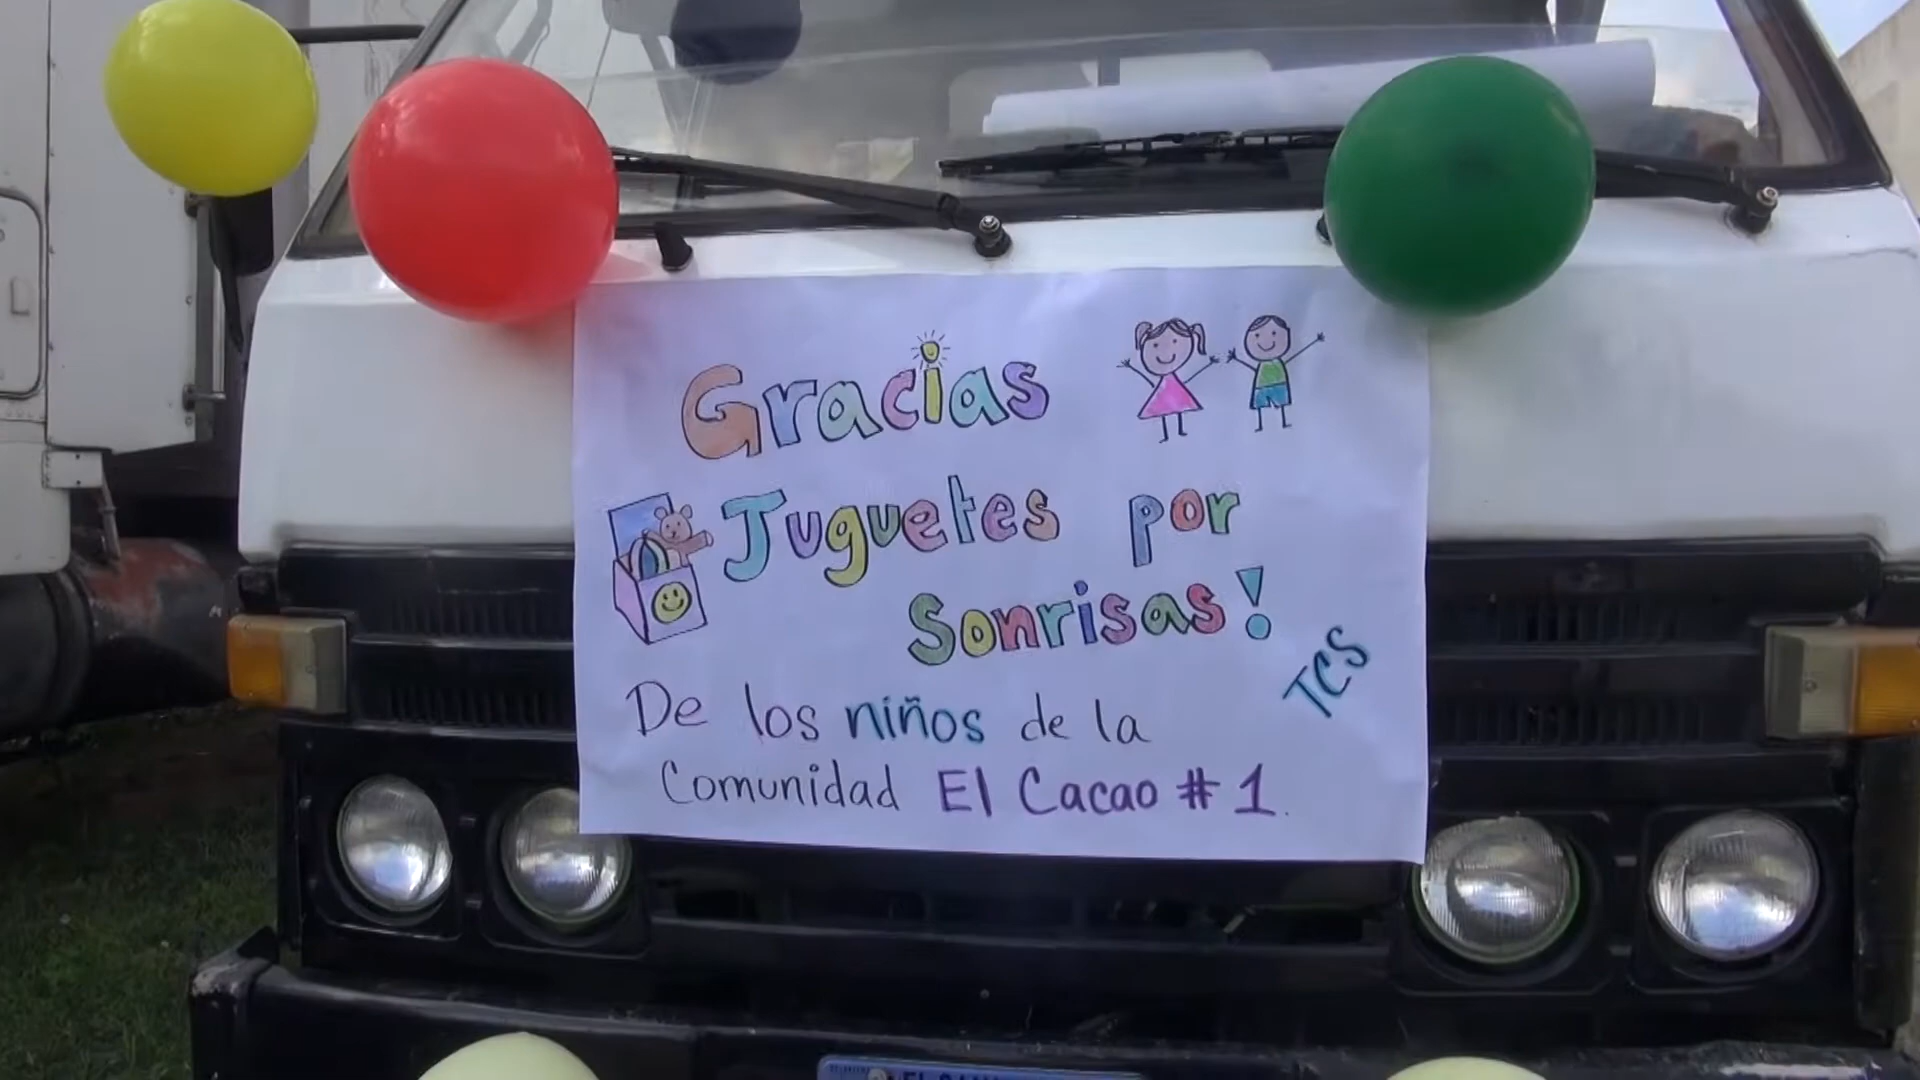 Gracias
Juguetes por
Sonrisas!
TCS
De los niños de la
Comunidad El Cacao # 1.